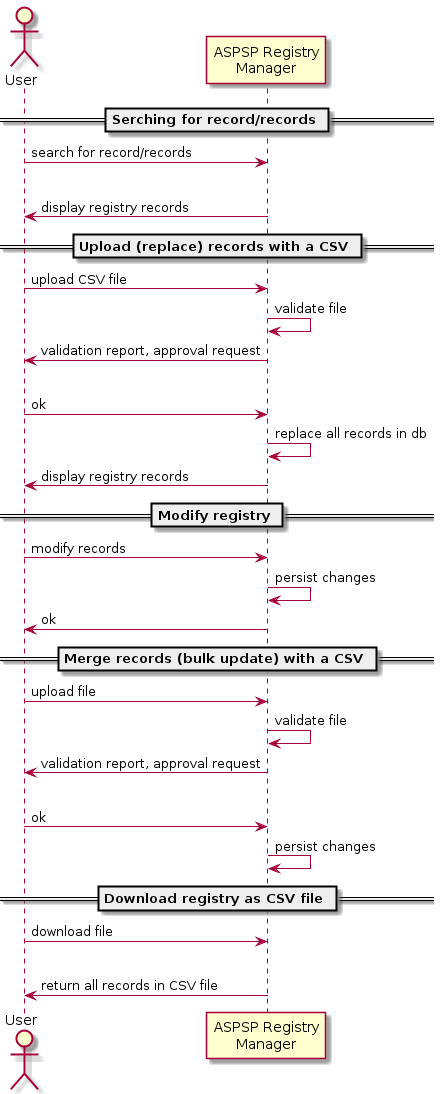 User
ASPSP Registry
Manager
Serching for record/records
search for record/records
display registry records
Upload (replace) records with a CSV
upload CSV file
validate file
validation report, approval request
ok
replace all records in db
display registry records
Modify registry
modify records
persist changes
ok
Merge records (bulk update) with a CSV
upload file
validate file
validation report, approval request
ok
persist changes
Download registry as CSV file
download file
return all records in CSV file
User
ASPSP Registry
Manager